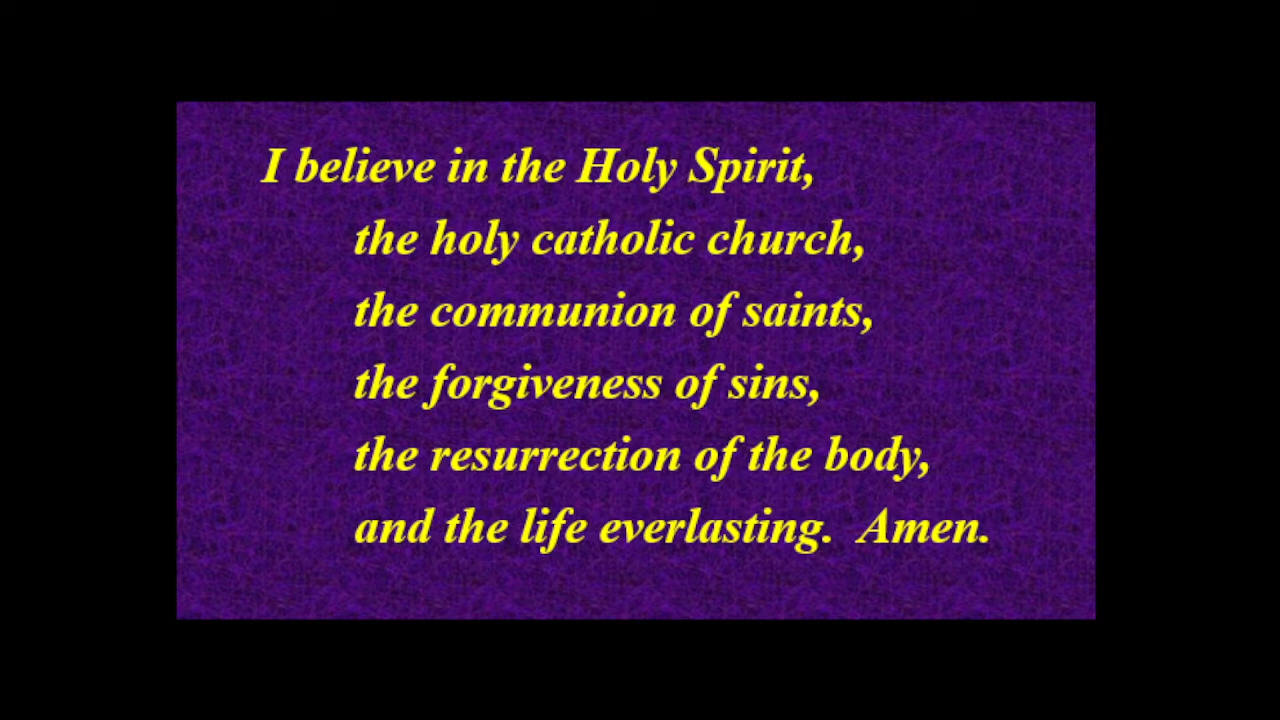 I believe in the Holy Spirit,
the holy catholic church,
the communion of saints,
the forgiveness of sins,
the resurrection of the body,
and the life everlasting. Amen.